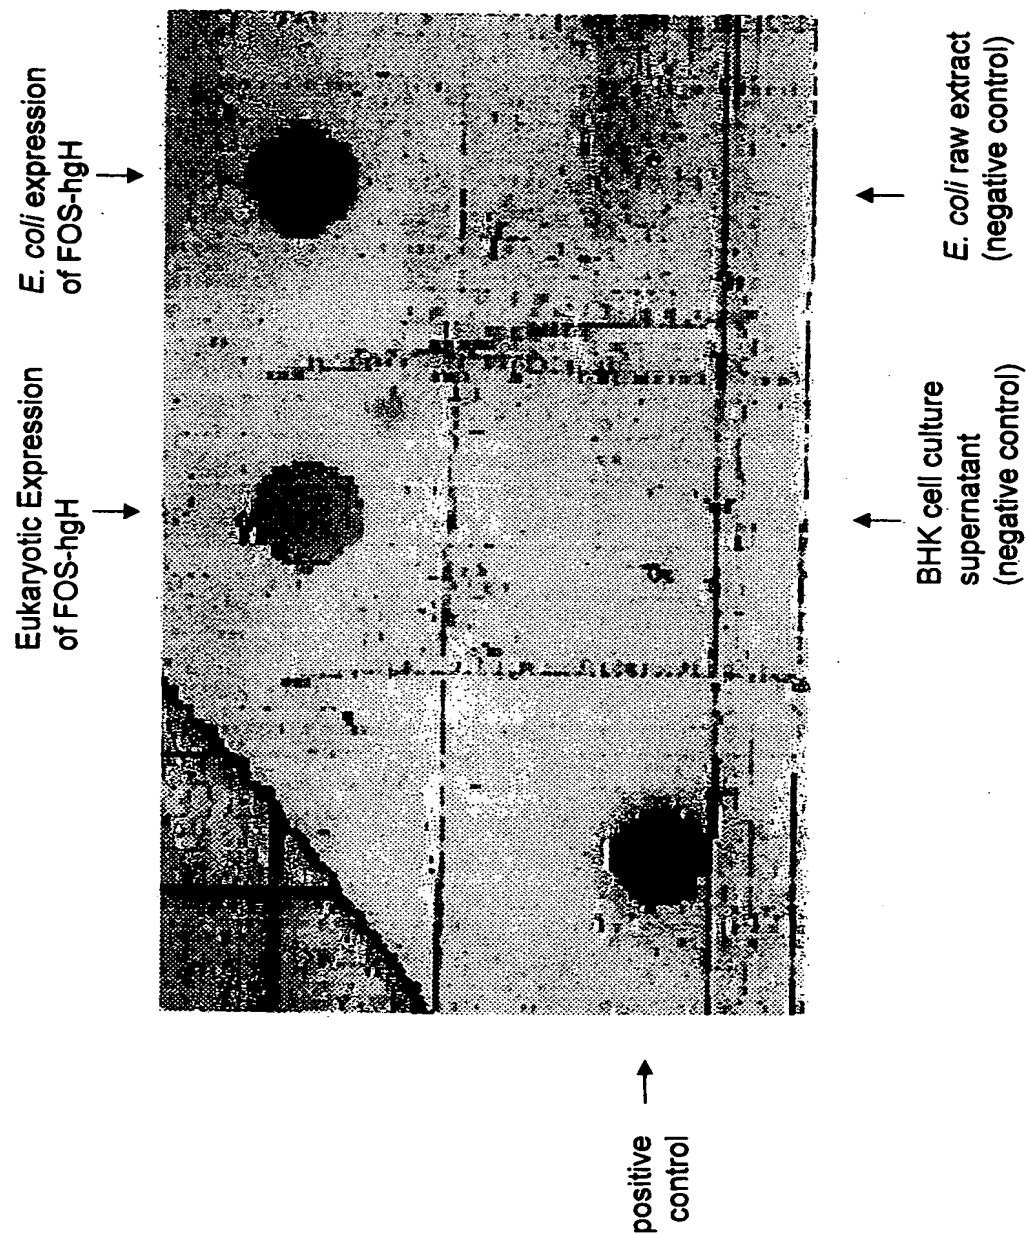 Eukaryotic Expression
of FOS-hgH
E. coli expression
of FOS-hgH
positive
control
BHK cell culture
supernatant
(negative control)
E. coli raw extract
(negative control)